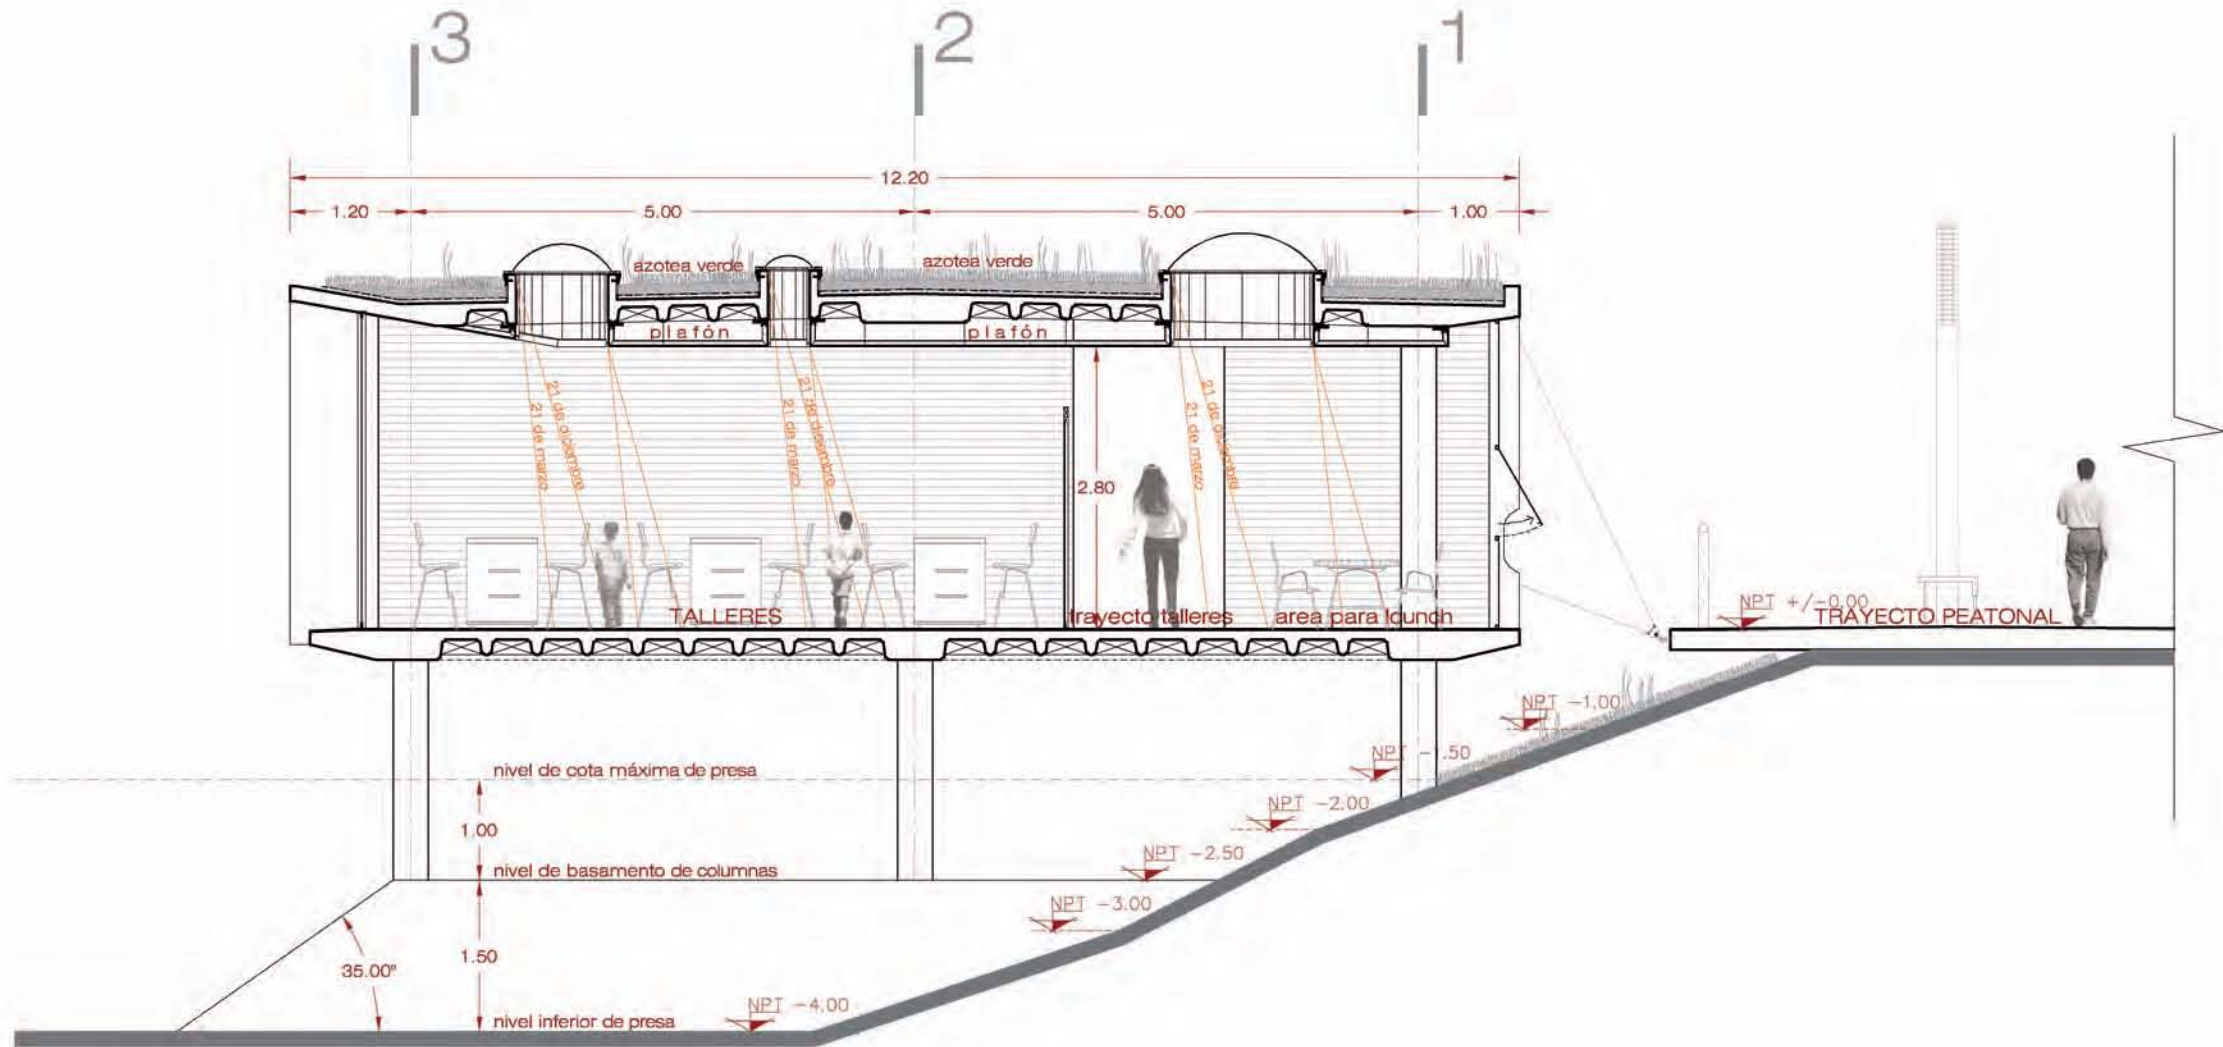 3
2
1
12.20
1.20
5.00
5.00
1.00
azotea verde
azotea verde
plafón
plafón
21 de diciembre
21 de marzo
21 de diciembre
21 de marzo
21 de diciembre
21 de marzo
2.80
TALLERES
trayecto talleres
area para lounch
NPT +/-0.00
TRAYECTO PEATONAL
NPT -1.00
NPT -1.50
nivel de cota máxima de presa
NPT -2.00
1.00
NPT -2.50
nivel de basamento de columnas
NPT -3.00
1.50
35.00°
NPT -4.00
nivel inferior de presa